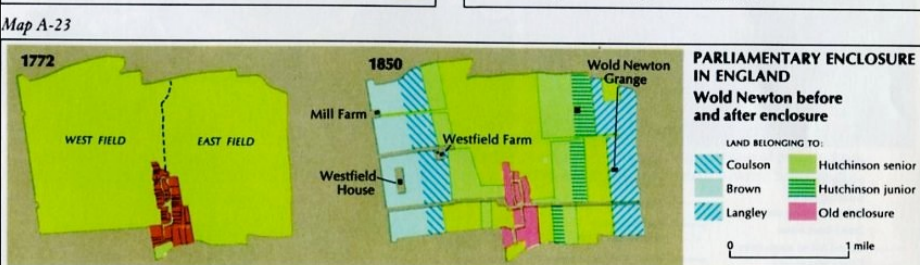 Map A-23
1772
WEST FIELD
EAST FIELD
1850
Mill Farm
Westfield Farm
Westfield
House
Wold Newton
Grange
PARLIAMENTARY ENCLOSURE
IN ENGLAND
Wold Newton before
and after enclosure
LAND BELONGING TO:
Coulson
Brown
Langley
Hutchinson senior
Hutchinson junior
Old enclosure
0
1 mile